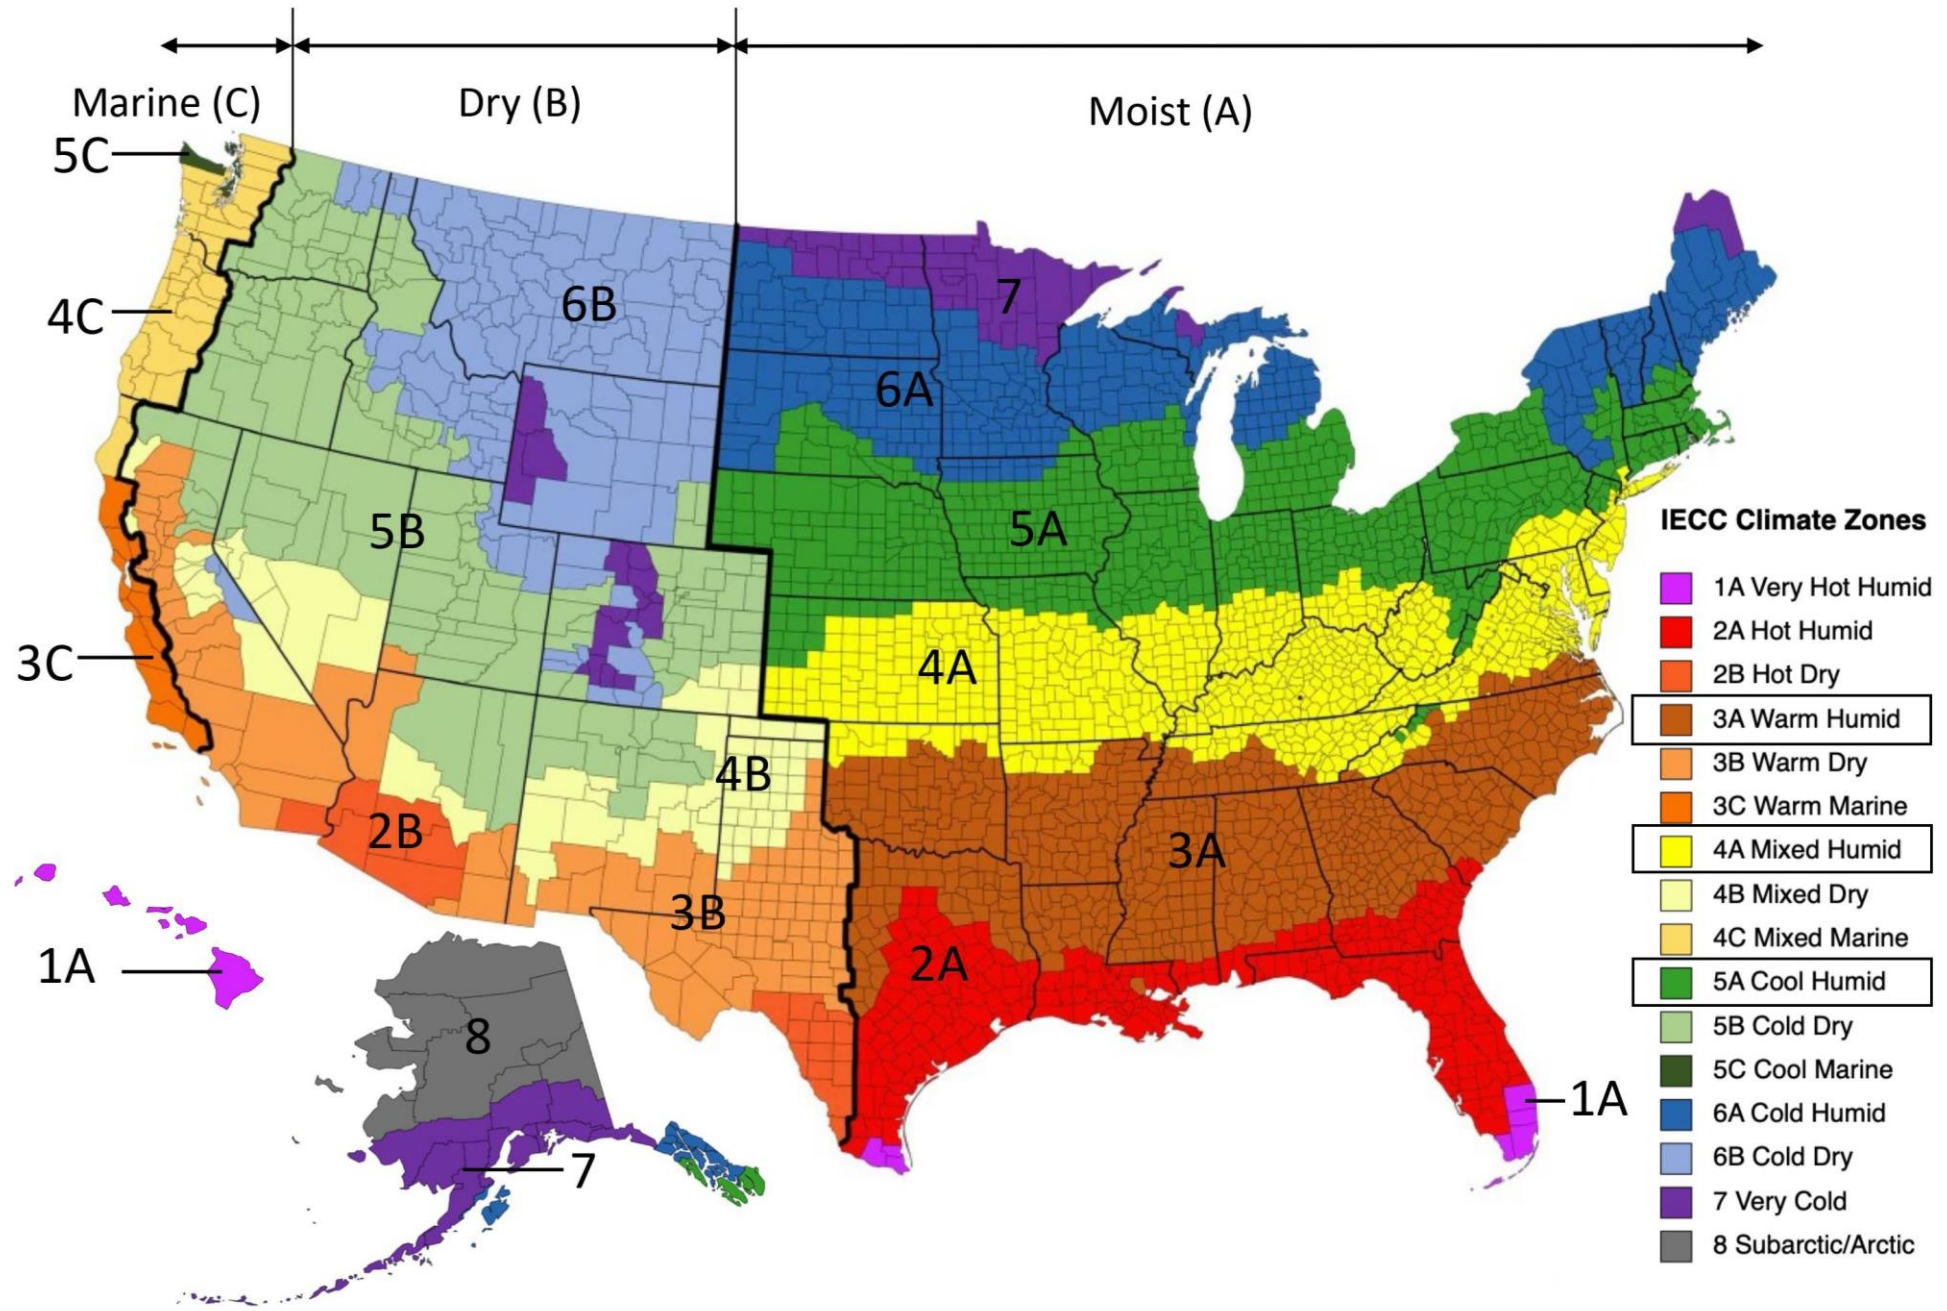 Marine (C)
Dry (B)
Moist (A)
5C
4C
3C
6B
7
6A
5B
5A
4A
4B
2B
3A
3B
2A
1A
8
7
1A
IECC Climate Zones
1A Very Hot Humid
2A Hot Humid
2B Hot Dry
3A Warm Humid
3B Warm Dry
3C Warm Marine
4A Mixed Humid
4B Mixed Dry
4C Mixed Marine
5A Cool Humid
5B Cold Dry
5C Cool Marine
6A Cold Humid
6B Cold Dry
7 Very Cold
8 Subarctic/Arctic